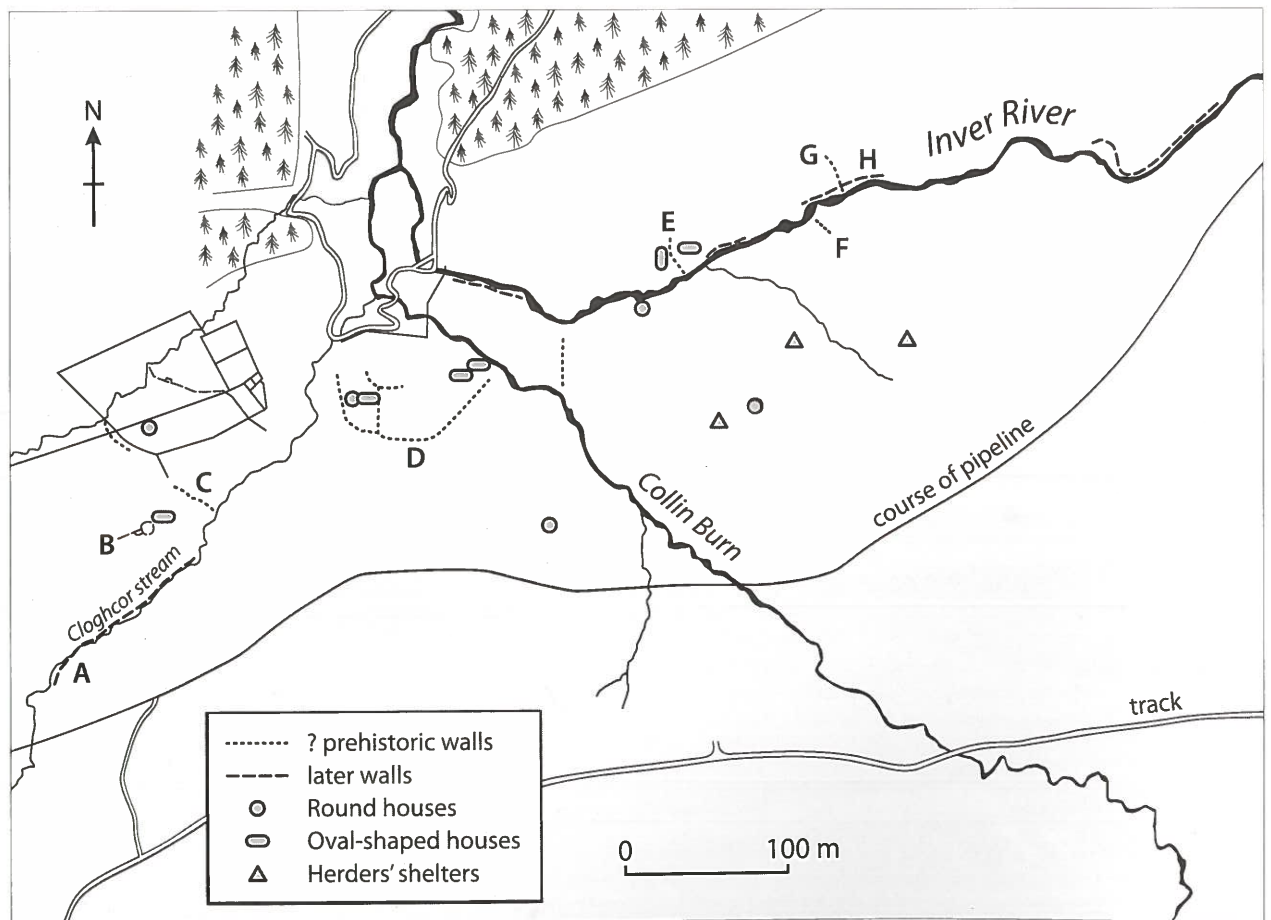 N
Inver River
G
H
E
F
C
D
B
A
Cloghcor stream
Collin Burn
course of pipeline
track
? prehistoric walls
later walls
Round houses
Oval-shaped houses
Herders' shelters
0 100 m